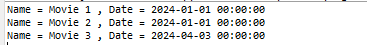 Name = Movie 1 , Date = 2024-01-01 00:00:00
Name = Movie 2 , Date = 2024-01-01 00:00:00
Name = Movie 3 , Date = 2024-04-03 00:00:00